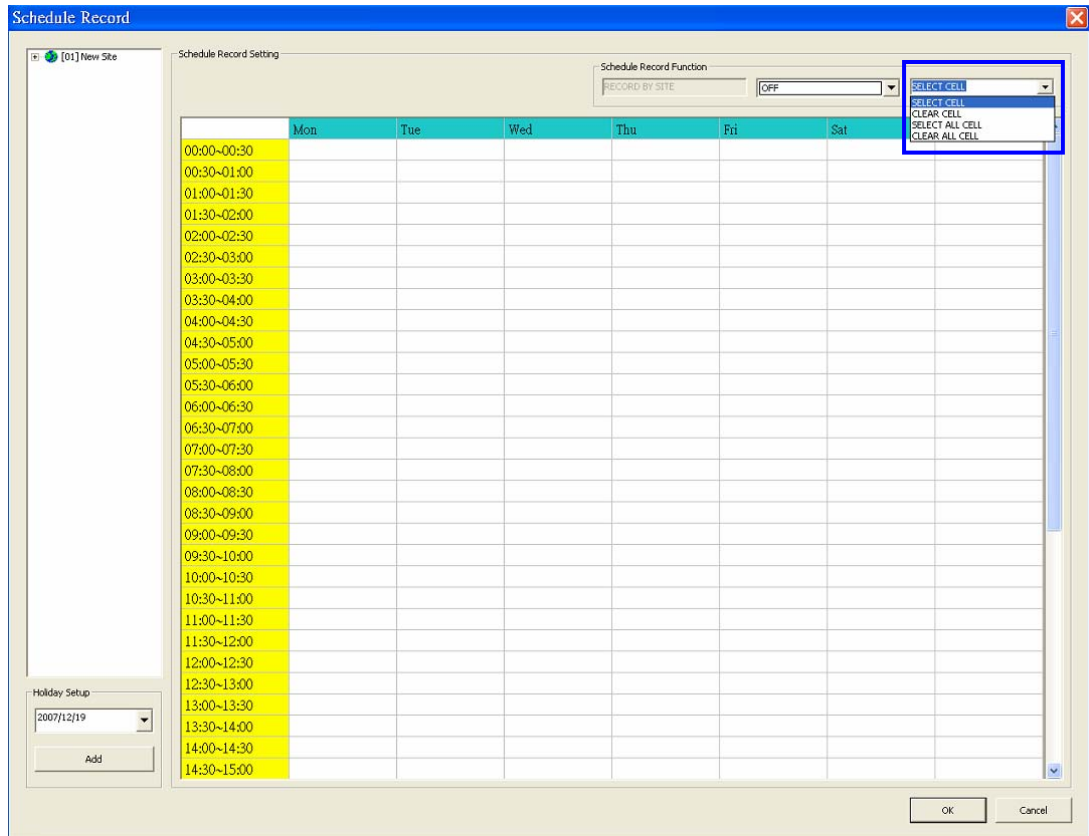 Schedule Record
[01] New Site
Schedule Record Setting
Schedule Record Function
RECORD BY SITE
OFF
SELECT CELL
SELECT CELL
CLEAR CELL
SELECT ALL CELL
CLEAR ALL CELL
Mon Tue Wed Thu Fri Sat
00:00~00:30
00:30~01:00
01:00~01:30
01:30~02:00
02:00~02:30
02:30~03:00
03:00~03:30
03:30~04:00
04:00~04:30
04:30~05:00
05:00~05:30
05:30~06:00
06:00~06:30
06:30~07:00
07:00~07:30
07:30~08:00
08:00~08:30
08:30~09:00
09:00~09:30
09:30~10:00
10:00~10:30
10:30~11:00
11:00~11:30
11:30~12:00
12:00~12:30
12:30~13:00
13:00~13:30
13:30~14:00
14:00~14:30
14:30~15:00
Holiday Setup
2007/12/19
Add
OK Cancel